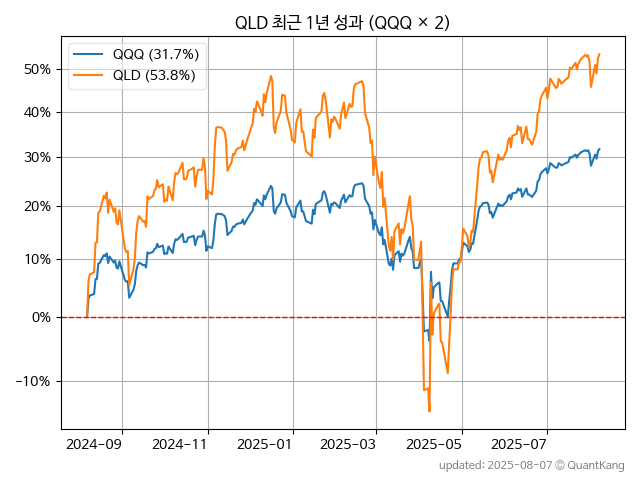 QLD 최근 1년 성과 (QQQ × 2)
QQQ (31.7%)
QLD (53.8%)
50%
40%
30%
20%
10%
0%
−10%
2024-09 2024-11 2025-01 2025-03 2025-05 2025-07
updated: 2025-08-07 © QuantKang